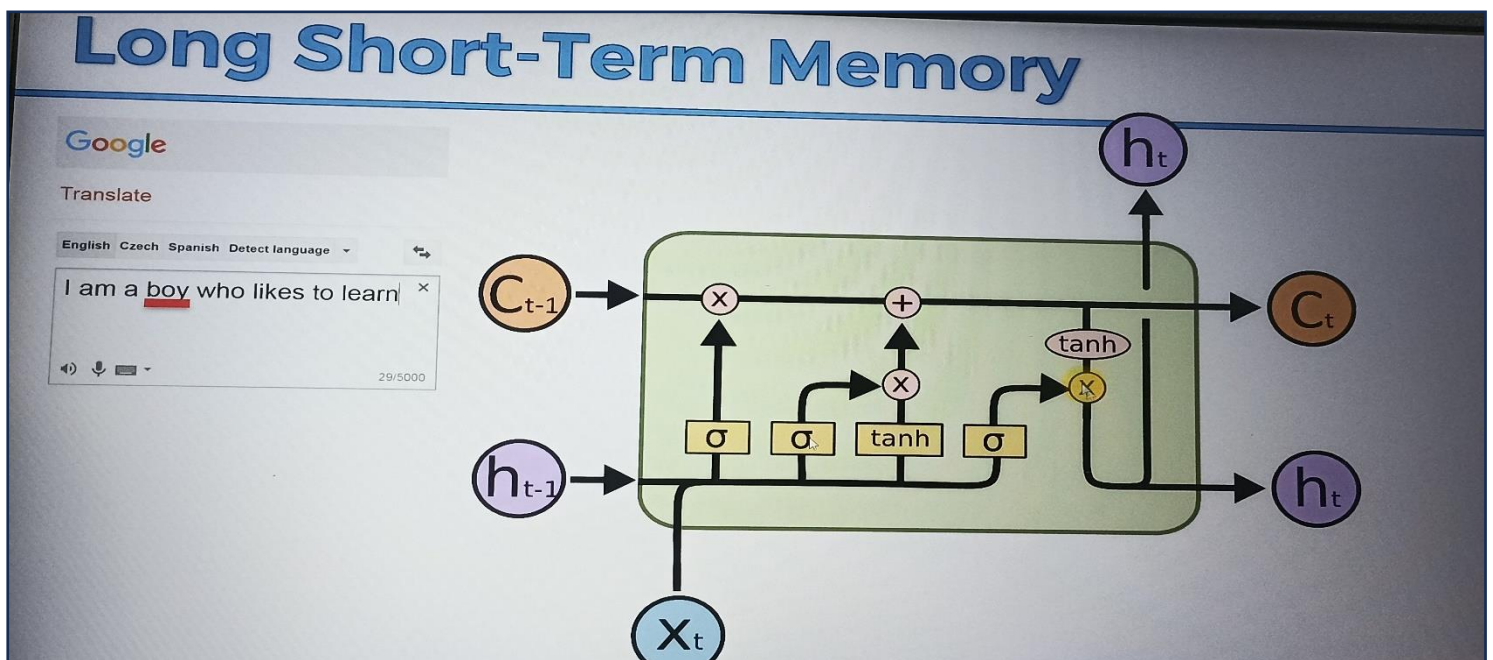 Long Short-Term Memory
Google
Translate
English Czech Spanish Detect language
I am a boy who likes to learn
×
29/5000
hₜ
Cₜ₋₁
x
+
Cₜ
tanh
x
x
σ
σ
tanh
σ
hₜ₋₁
hₜ
Xₜ